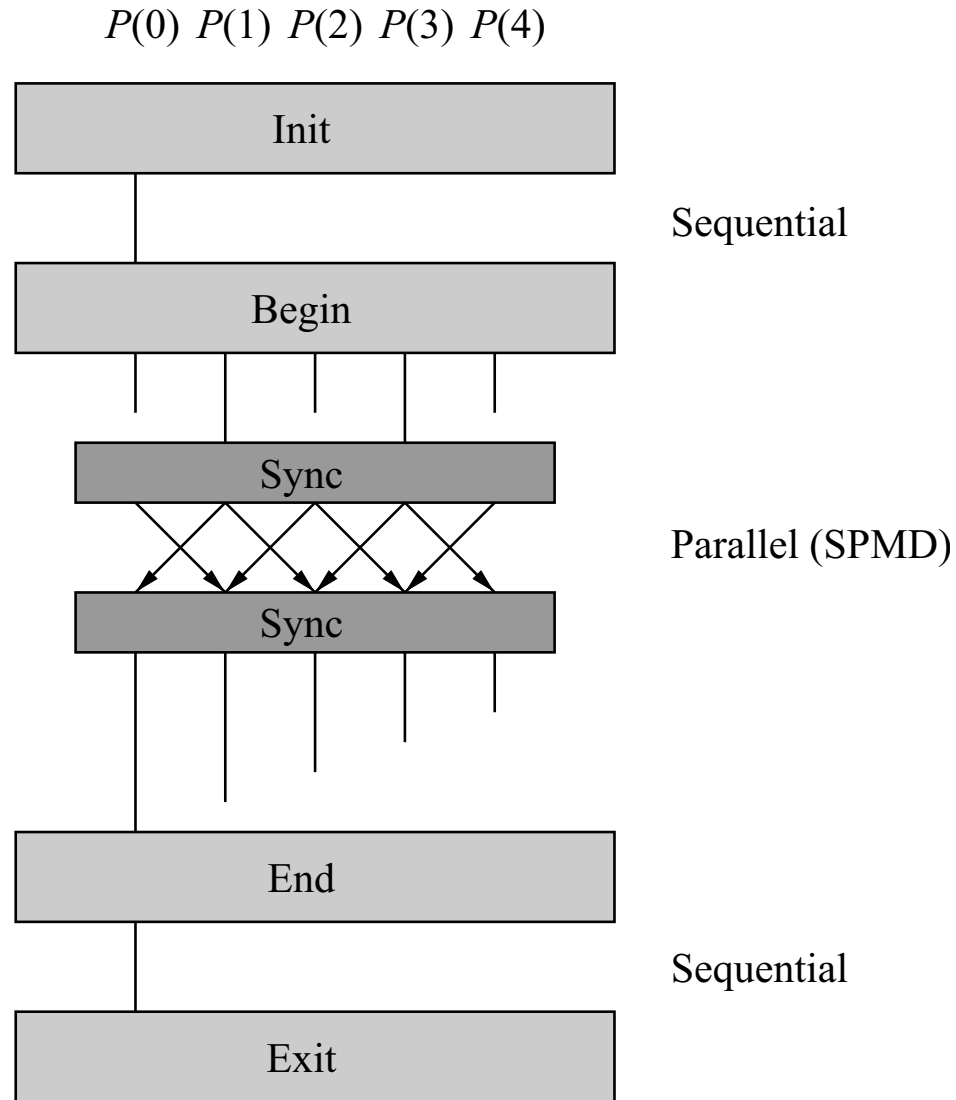 P(0) P(1) P(2) P(3) P(4)
Init
Sequential
Begin
Sync
Parallel (SPMD)
Sync
End
Sequential
Exit